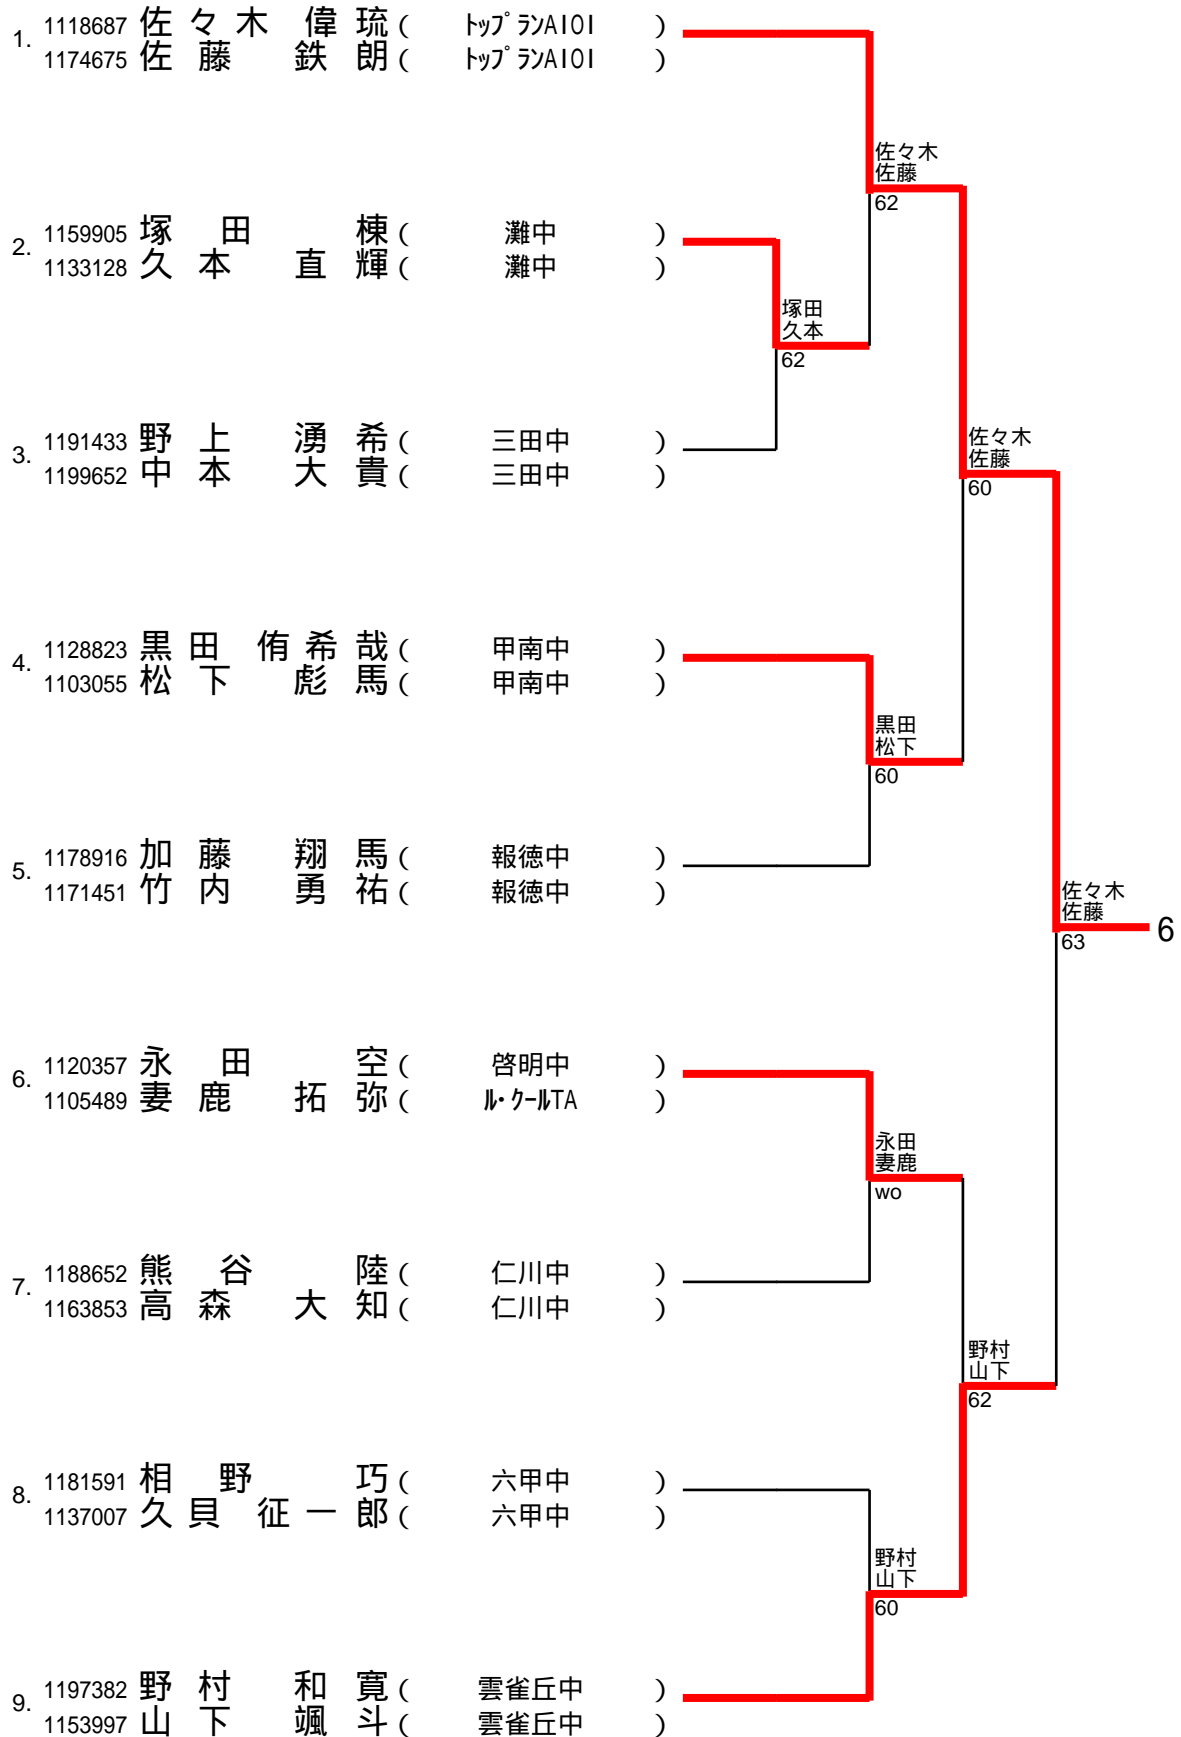 1. 1118687 佐々木 偉琉 ( トップランAIOI )
1174675 佐藤 鉄朗 ( トップランAIOI )
佐々木
佐藤
62
2. 1159905 塚田 棟 ( 灘中 )
1133128 久本 直輝 ( 灘中 )
塚田
久本
62
3. 1191433 野上 湧希 ( 三田中 )
1199652 中本 大貴 ( 三田中 )
佐々木
佐藤
60
4. 1128823 黒田 侑希哉 ( 甲南中 )
1103055 松下 彪馬 ( 甲南中 )
黒田
松下
60
5. 1178916 加藤 翔馬 ( 報徳中 )
1171451 竹内 勇祐 ( 報徳中 )
佐々木
佐藤
63
6
6. 1120357 永田 空 ( 啓明中 )
1105489 妻鹿 拓弥 ( ル・クールTA )
永田
妻鹿
wo
7. 1188652 熊谷 陸 ( 仁川中 )
1163853 高森 大知 ( 仁川中 )
野村
山下
62
8. 1181591 相野 巧 ( 六甲中 )
1137007 久貝 征一郎 ( 六甲中 )
野村
山下
60
9. 1197382 野村 和寛 ( 雲雀丘中 )
1153997 山下 颯斗 ( 雲雀丘中 )